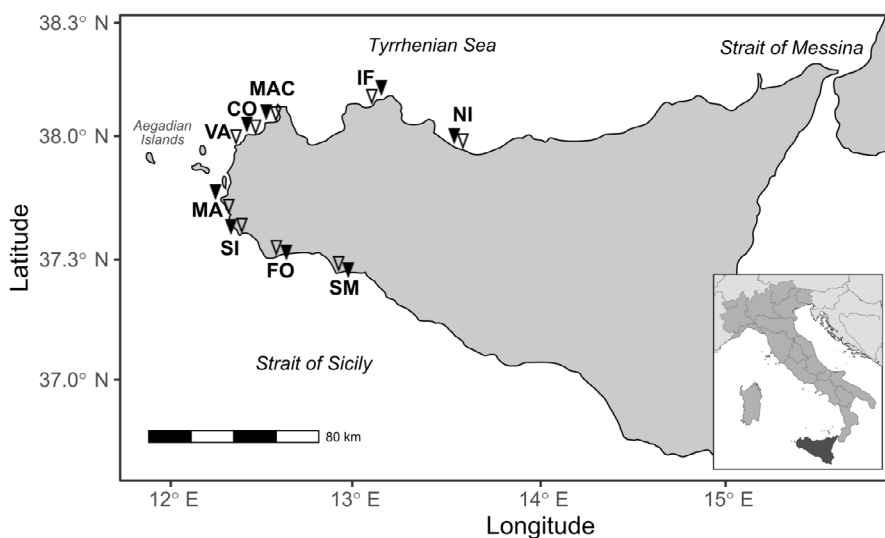 38.3° N
Tyrrhenian Sea
Strait of Messina
IF
MAC
CO
NI
Aegadian
Islands
VA
38.0° N
MA
SI
Latitude
37.3° N
FO
SM
Strait of Sicily
37.0° N
80 km
12° E
13° E
14° E
15° E
Longitude